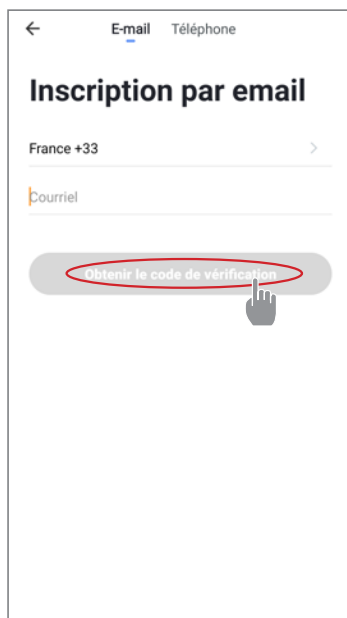 E-mail Téléphone
Inscription par email
France +33
Courriel
Obtenir le code de vérification